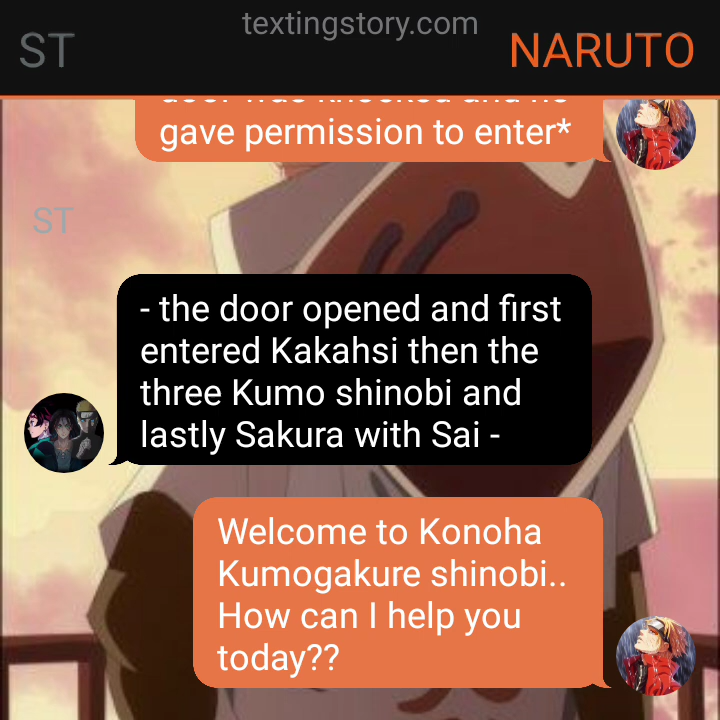 textingstory.com
ST
NARUTO
gave permission to enter*
ST
- the door opened and first
entered Kakahsi then the
three Kumo shinobi and
lastly Sakura with Sai -
Welcome to Konoha
Kumogakure shinobi..
How can I help you
today??